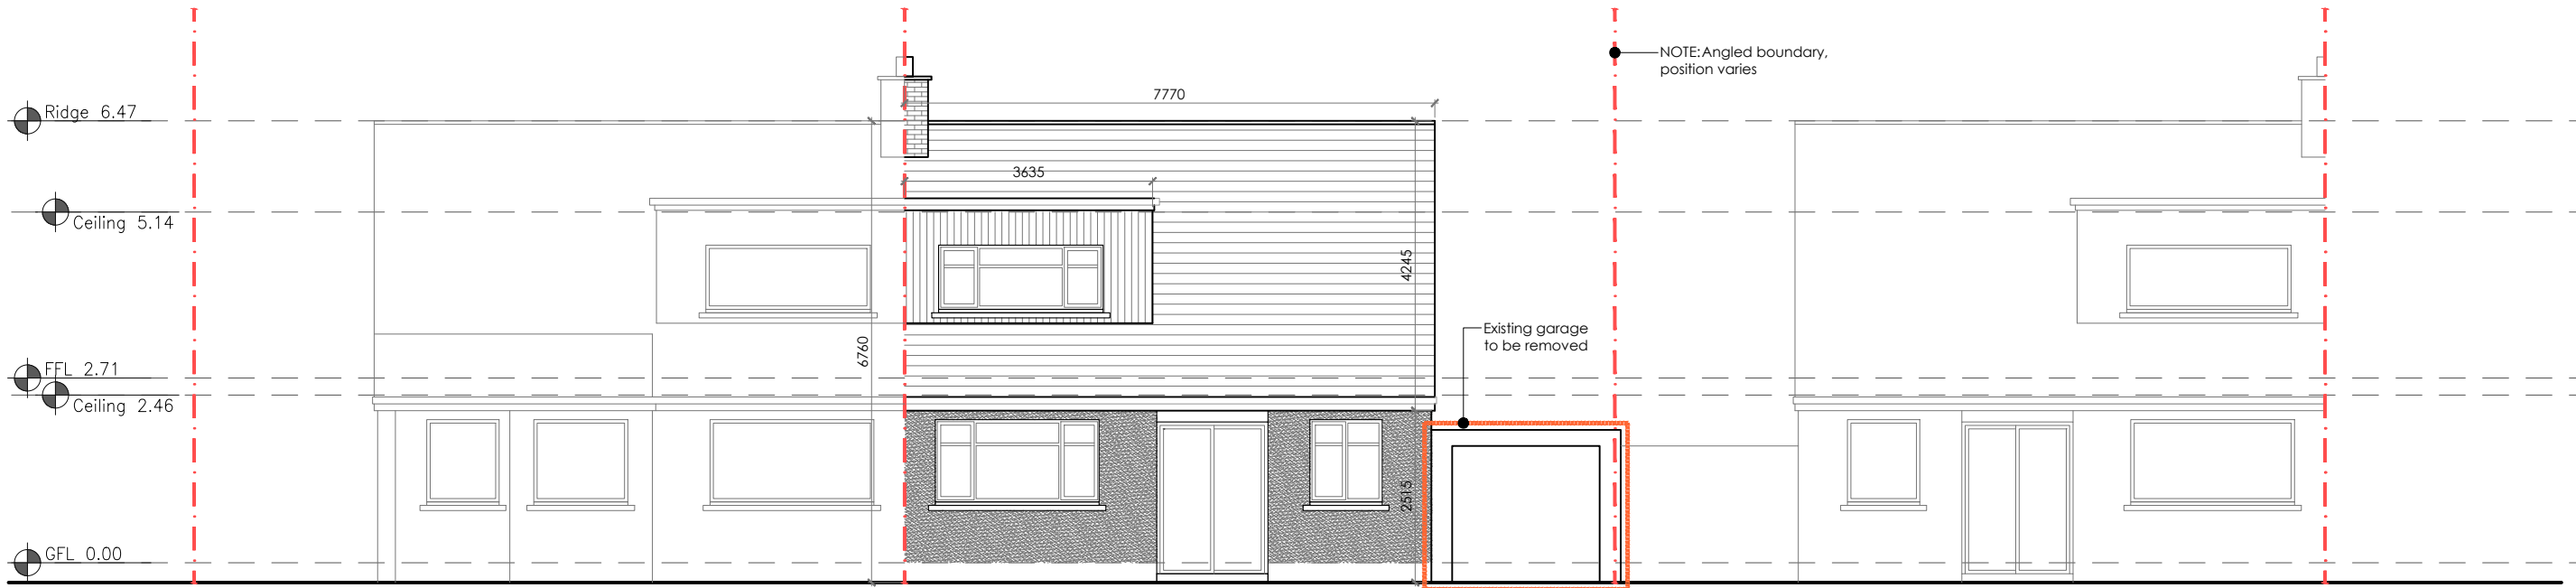 NOTE: Angled boundary,
position varies
7770
Ridge 6.47
3635
Ceiling 5.14
4245
Existing garage
to be removed
6760
FFL 2.71
Ceiling 2.46
2515
GFL 0.00